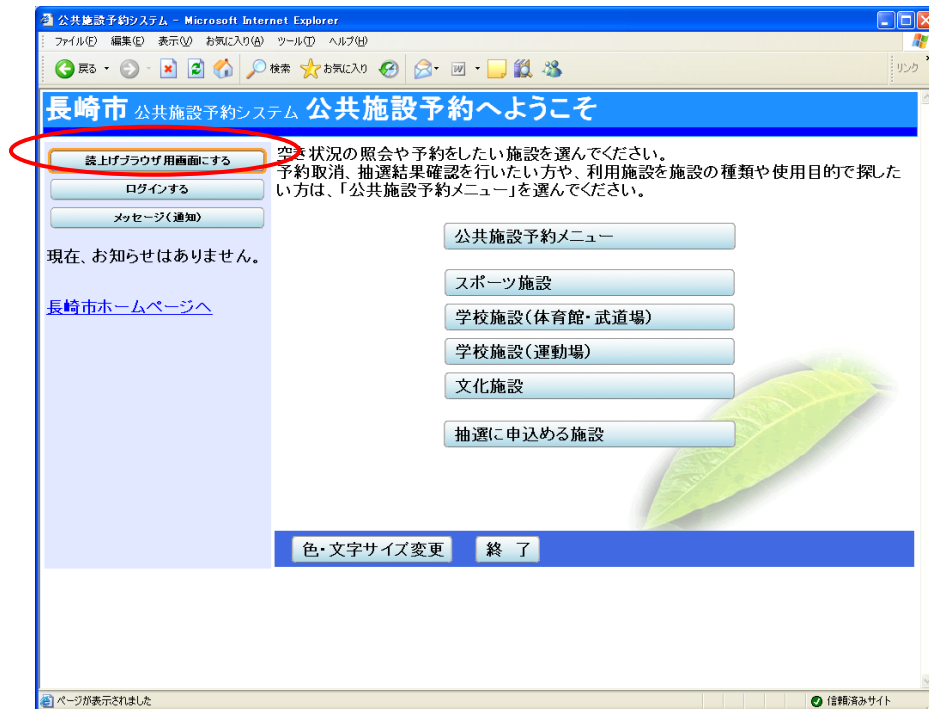 公共施設予約システム - Microsoft Internet Explorer
ファイル(F) 編集(E) 表示(V) お気に入り(A) ツール(T) ヘルプ(H)
戻る 検索 お気に入り リンク
長崎市 公共施設予約システム 公共施設予約へようこそ
読上げブラウザ用画面にする
ログインする
メッセージ(通知)
現在、お知らせはありません。
長崎市ホームページへ
空き状況の照会や予約をしたい施設を選んでください。
予約取消、抽選結果確認を行いたい方や、利用施設を施設の種類や使用目的で探した
い方は、「公共施設予約メニュー」を選んでください。
公共施設予約メニュー
スポーツ施設
学校施設(体育館・武道場)
学校施設(運動場)
文化施設
抽選に申込める施設
色・文字サイズ変更 終 了
ページが表示されました 信頼済みサイト